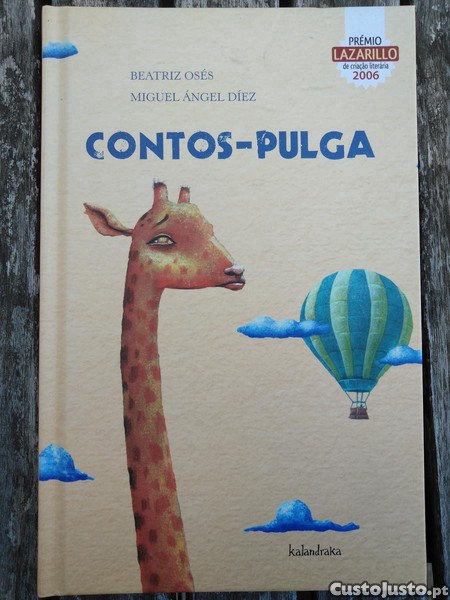 PRÉMIO
LAZARILLO
de criação literária
2006
BEATRIZ OSÉS
MIGUEL ÁNGEL DÍEZ
CONTOS-PULGA
kalandraka
CustoJusto.pt